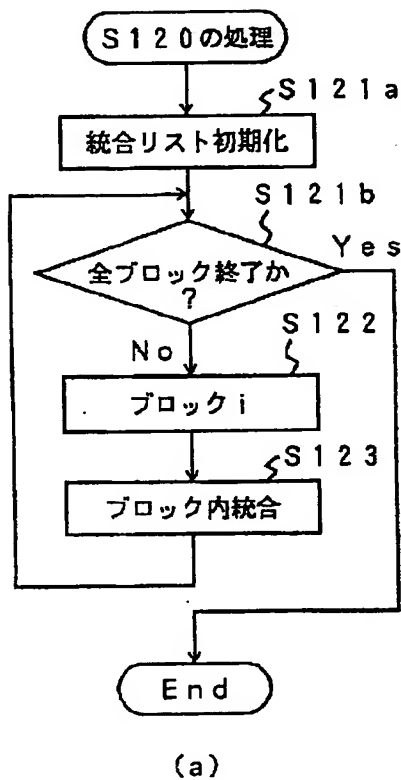 S120の処理
S121a
統合リスト初期化
S121b
Yes
全ブロック終了か
?
No
S122
ブロックi
S123
ブロック内統合
End
(a)